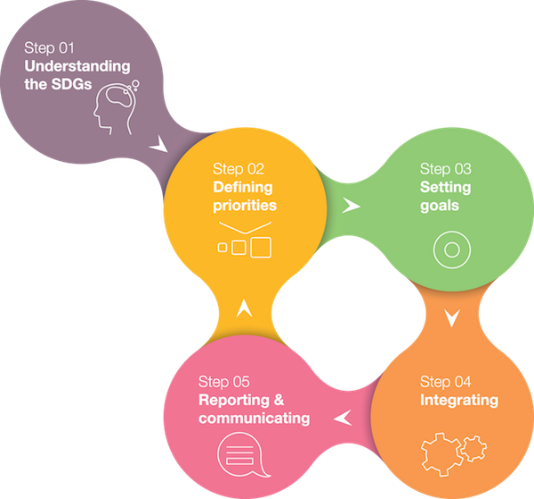 Step 01
Understanding
the SDGs
Step 02
Defining
priorities
Step 03
Setting
goals
Step 04
Integrating
Step 05
Reporting &
communicating